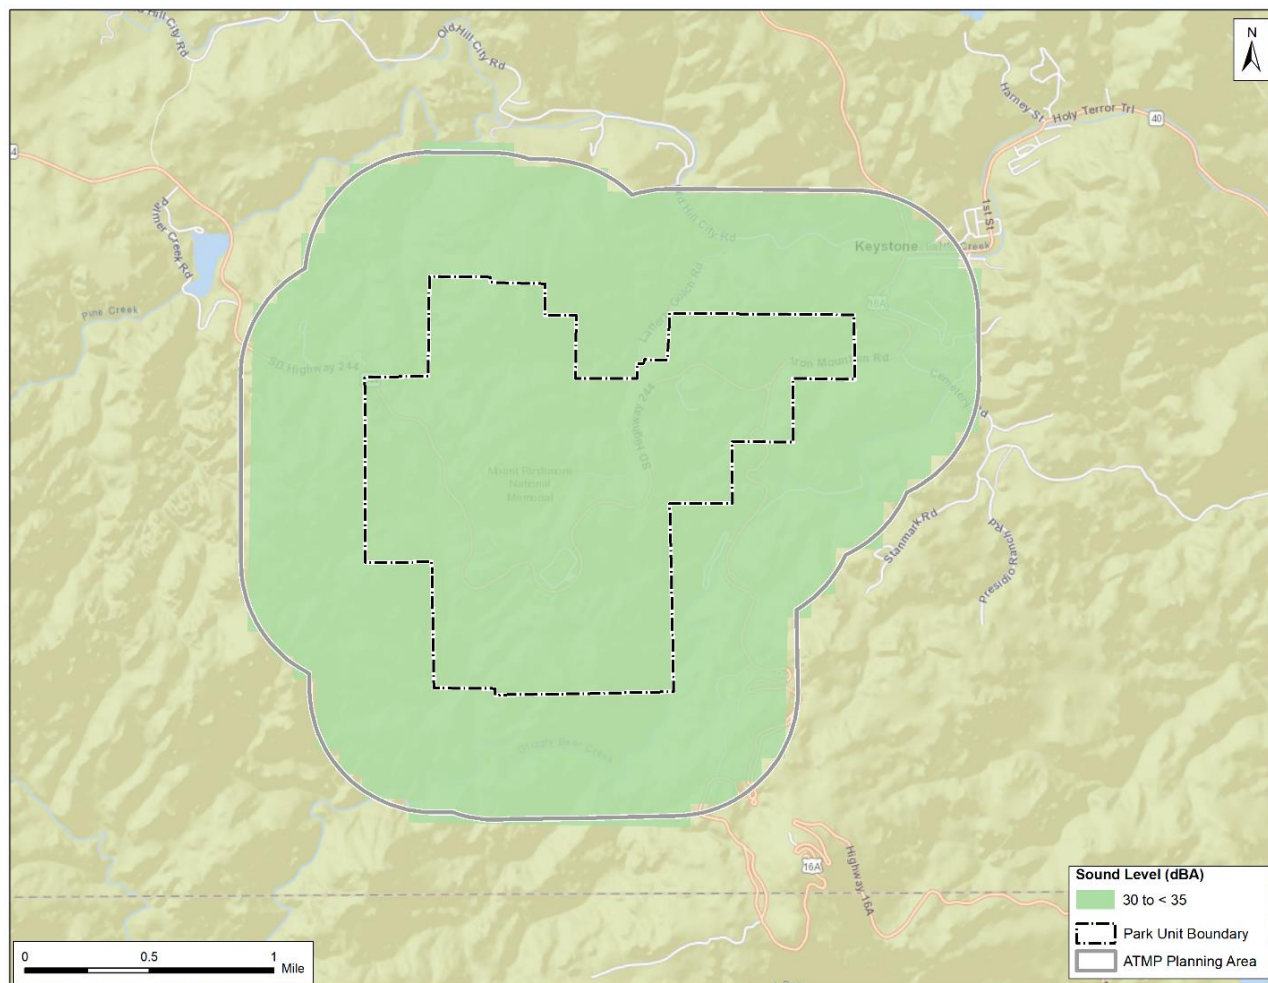 Old Hill City Rd
Hill City Rd
N
Harney St
Holy Terror Trl
40
1st St
Old Hill City Rd
Keystone
Battle Creek
Palmer Creek Rd
16A
Pine Creek
Lafferty Gulch Rd
SD Highway 244
Iron Mountain Rd
Cemetery Rd
SD Highway 244
Mount Rushmore
National
Memorial
Stanmark Rd
Presidio Ranch Rd
Grizzly Bear Creek
16A
Highway 16A
Sound Level (dBA)
30 to < 35
Park Unit Boundary
ATMP Planning Area
0 0.5 1
Mile